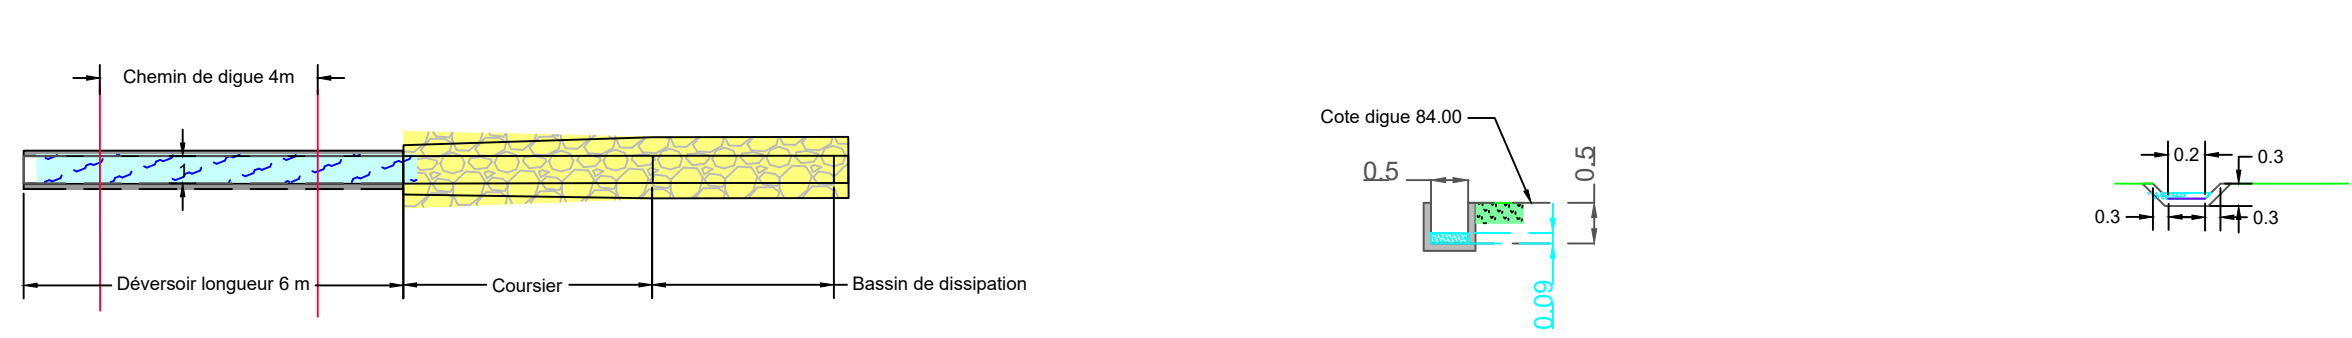 Chemin de digue 4m
1
Déversoir longueur 6 m
Coursier
Bassin de dissipation
Cote digue 84.00
0.5
0.5
0.09
0.2
0.3
0.3
0.3